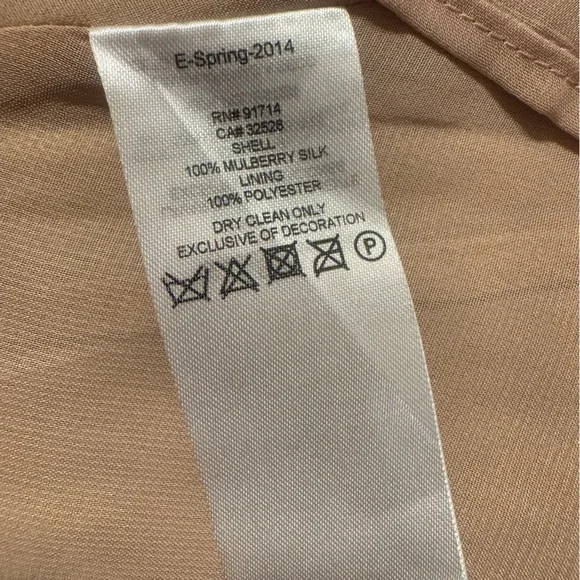 E-Spring-2014
RN# 91714
CA# 32528
SHELL
100% MULBERRY SILK
LINING
100% POLYESTER
DRY CLEAN ONLY
EXCLUSIVE OF DECORATION
P